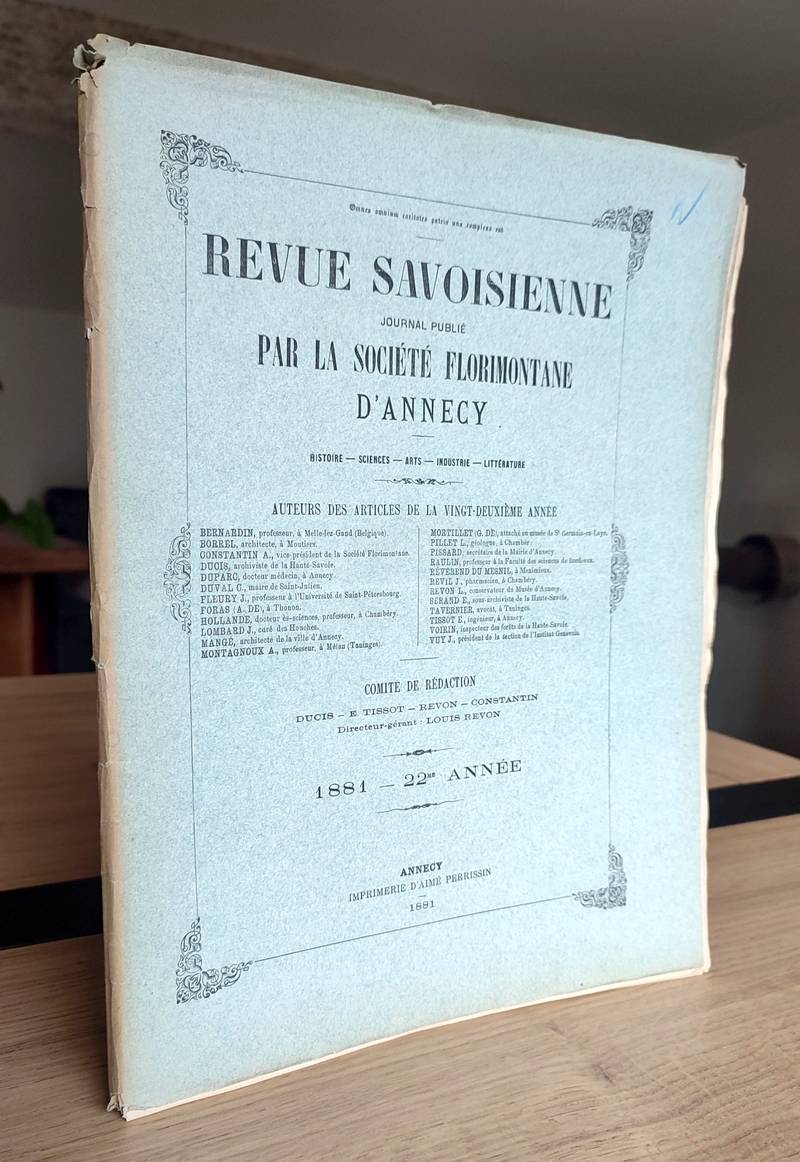 Omnes omnium caritates patria una complexa est
REVUE SAVOISIENNE
JOURNAL PUBLIÉ
PAR LA SOCIÉTÉ FLORIMONTANE
D'ANNECY
HISTOIRE — SCIENCES — ARTS — INDUSTRIE — LITTÉRATURE
AUTEURS DES ARTICLES DE LA VINGT-DEUXIÈME ANNÉE
BERNARDIN, professeur, à Melle-lez-Gand (Belgique).
BORREL, architecte, à Moutiers.
CONSTANTIN A., vice-président de la Société Florimontane.
DUCIS, archiviste de la Haute-Savoie.
DUPARC, docteur médecin, à Annecy.
DUVAL C., maire de Saint-Julien.
FLEURY J., professeur à l'Université de Saint-Pétersbourg.
FORAS (A. DE), à Thonon.
HOLLANDE, docteur ès-sciences, professeur, à Chambéry.
LOMBARD J., curé des Houches.
MANGÉ, architecte de la ville d'Annecy.
MONTAGNOUX A., professeur, à Mélan (Taninges).
MORTILLET (G. DE), attaché au musée de St-Germain-en-Laye.
PILLET L., géologue, à Chambéry.
PISSARD, secrétaire de la Mairie d'Annecy.
RAULIN, professeur à la Faculté des sciences de Bordeaux.
RÉVÉREND DU MESNIL, à Meximieux.
REVIL J., pharmacien, à Chambéry.
REVON L., conservateur du Musée d'Annecy.
SERAND E., sous-archiviste de la Haute-Savoie.
TAVERNIER, avocat, à Taninges.
TISSOT E., ingénieur, à Annecy.
VOIRIN, inspecteur des forêts de la Haute-Savoie.
VUY J., président de la section de l'Institut Genevois.
COMITÉ DE RÉDACTION
DUCIS — E. TISSOT — REVON — CONSTANTIN
Directeur-gérant : LOUIS REVON
1881 — 22me ANNÉE
ANNECY
IMPRIMERIE D'AIMÉ PERRISSIN
1881